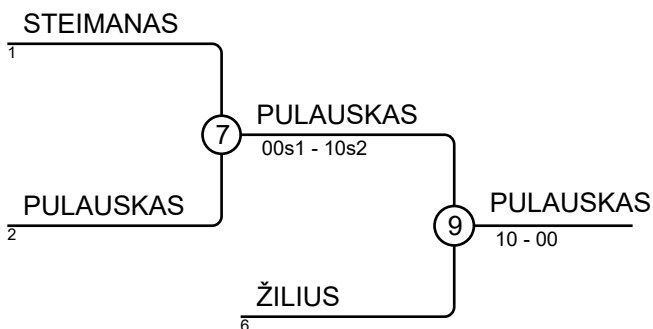 STEIMANAS
1
7
PULAUSKAS
00s1 - 10s2
PULAUSKAS
2
9
PULAUSKAS
10 - 00
ŽILIUS
6